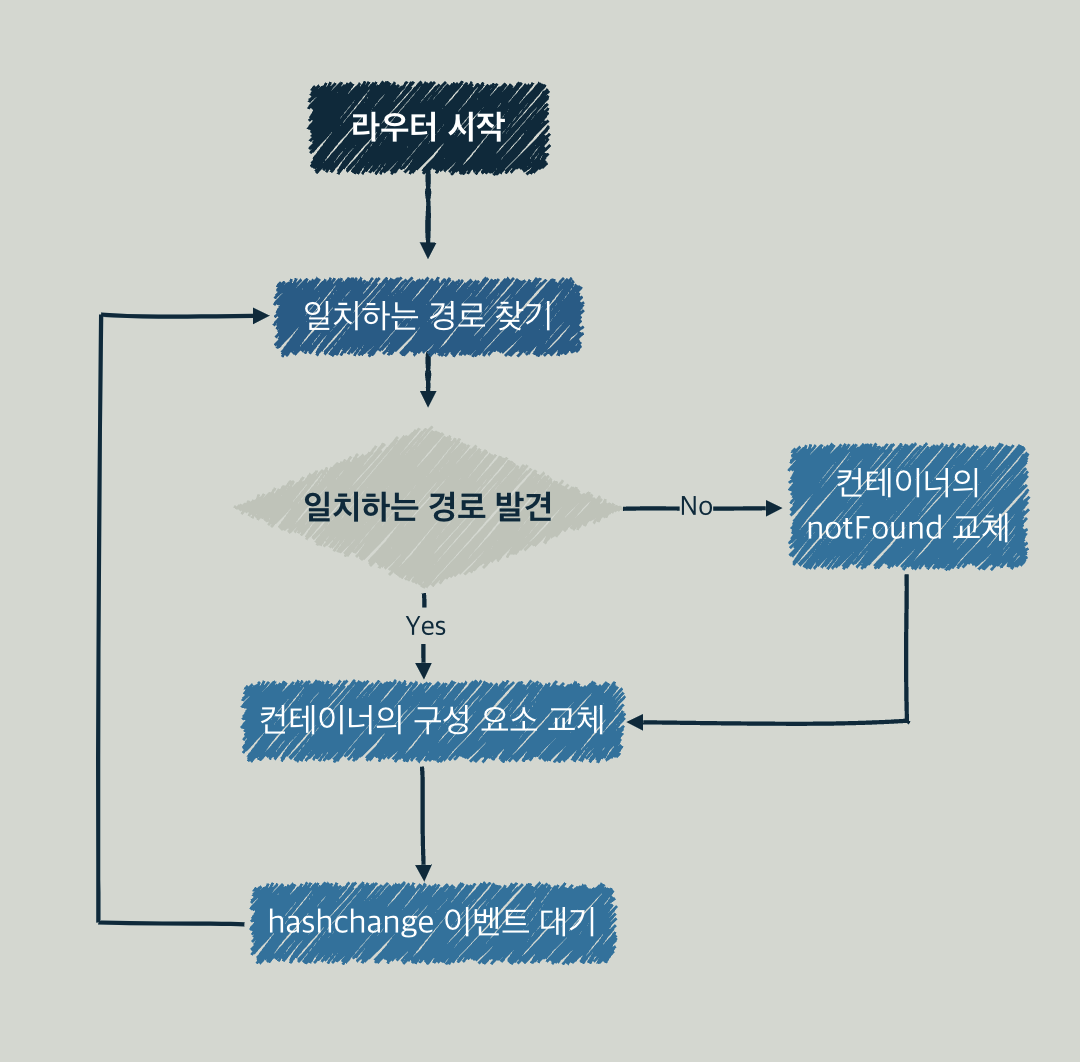 라우터 시작
일치하는 경로 찾기
일치하는 경로 발견
No
컨테이너의
notFound 교체
Yes
컨테이너의 구성 요소 교체
hashchange 이벤트 대기